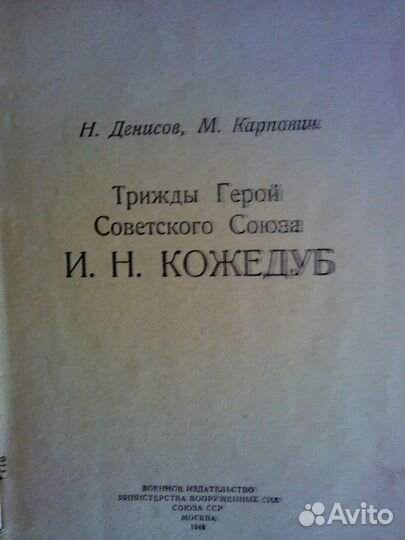 Н. Денисов, М. Карпович
Трижды Герой
Советского Союза
И. Н. КОЖЕДУБ
ВОЕННОЕ ИЗДАТЕЛЬСТВО
МИНИСТЕРСТВА ВООРУЖЕННЫХ СИЛ
СОЮЗА ССР
МОСКВА
Avito